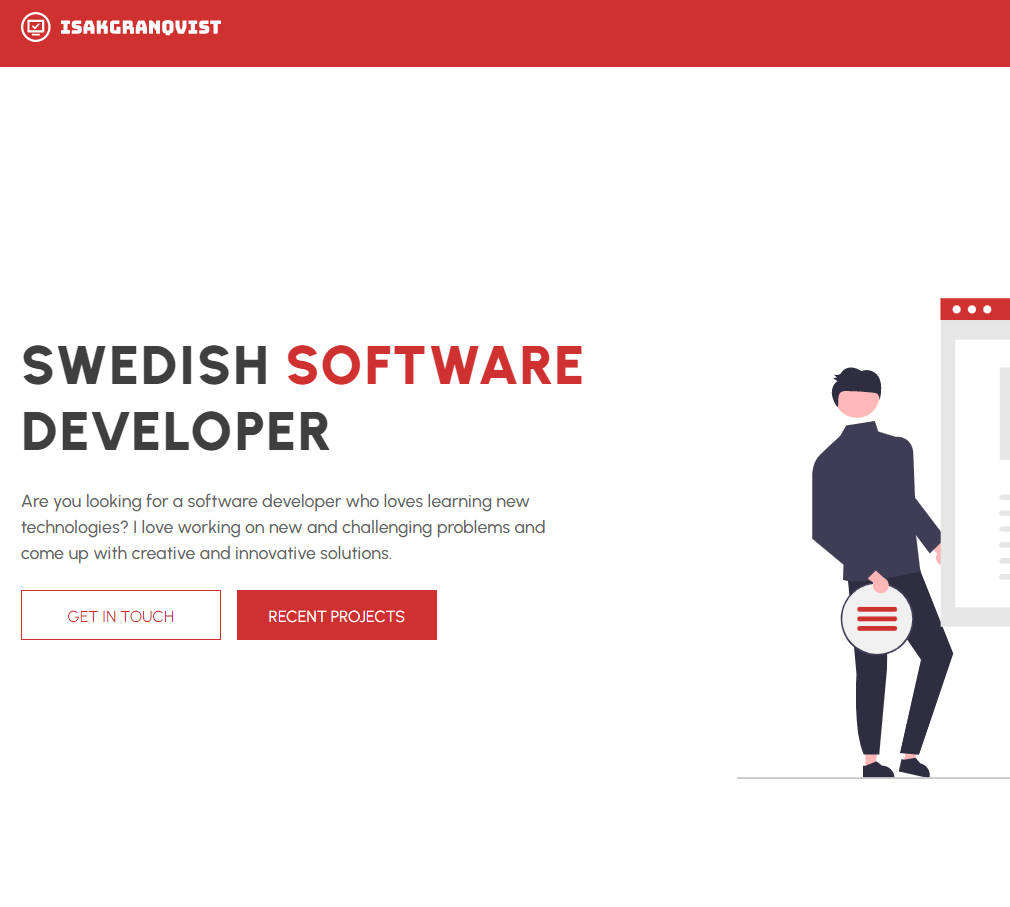 ISAKGRANQVIST
SWEDISH SOFTWARE
DEVELOPER
Are you looking for a software developer who loves learning new
technologies? I love working on new and challenging problems and
come up with creative and innovative solutions.
GET IN TOUCH
RECENT PROJECTS